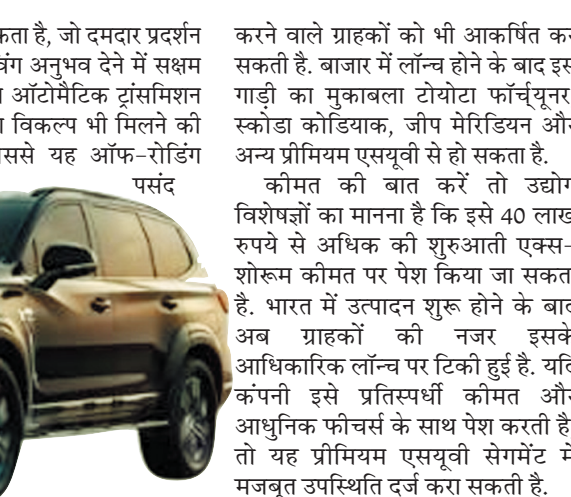 कता है, जो दमदार प्रदर्शन
अनुभव देने में सक्षम
ऑटोमैटिक ट्रांसमिशन
विकल्प भी मिलने की
यह ऑफ-रोडिंग
पसंद
करने वाले ग्राहकों को भी आकर्षित कर
सकती है. बाजार में लॉन्च होने के बाद इस
गाड़ी का मुकाबला टोयोटा फॉर्च्यूनर
स्कोडा कोडियाक, जीप मेरिडियन और
अन्य प्रीमियम एसयूवी से हो सकता है.
कीमत की बात करें तो उद्योग
विशेषज्ञों का मानना है कि इसे 40 लाख
रुपये से अधिक की शुरुआती एक्स-
शोरूम कीमत पर पेश किया जा सकत
है. भारत में उत्पादन शुरू होने के बाद
अब ग्राहकों की नजर इसके
आधिकारिक लॉन्च पर टिकी हुई है. यदि
कंपनी इसे प्रतिस्पर्धी कीमत और
आधुनिक फीचर्स के साथ पेश करती है
तो यह प्रीमियम एसयूवी सेगमेंट में
मजबूत उपस्थिति दर्ज करा सकती है.